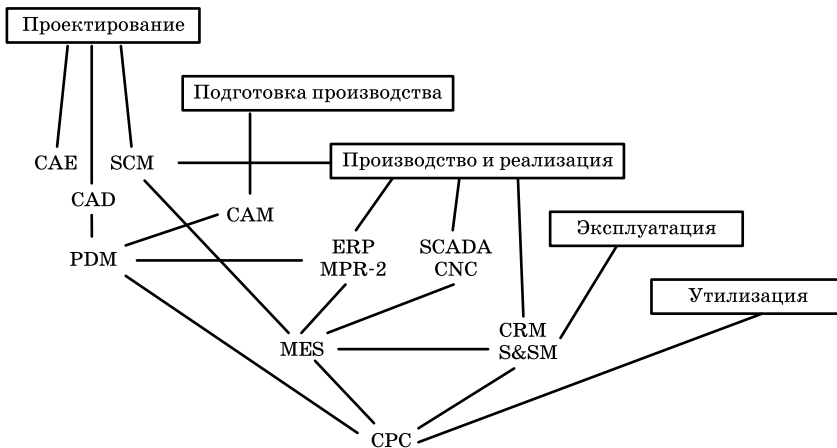 Проектирование
Подготовка производства
CAE SCM
Производство и реализация
CAD
CAM
Эксплуатация
ERP
MPR-2
SCADA
CNC
PDM
Утилизация
CRM
S&SM
MES
CPC